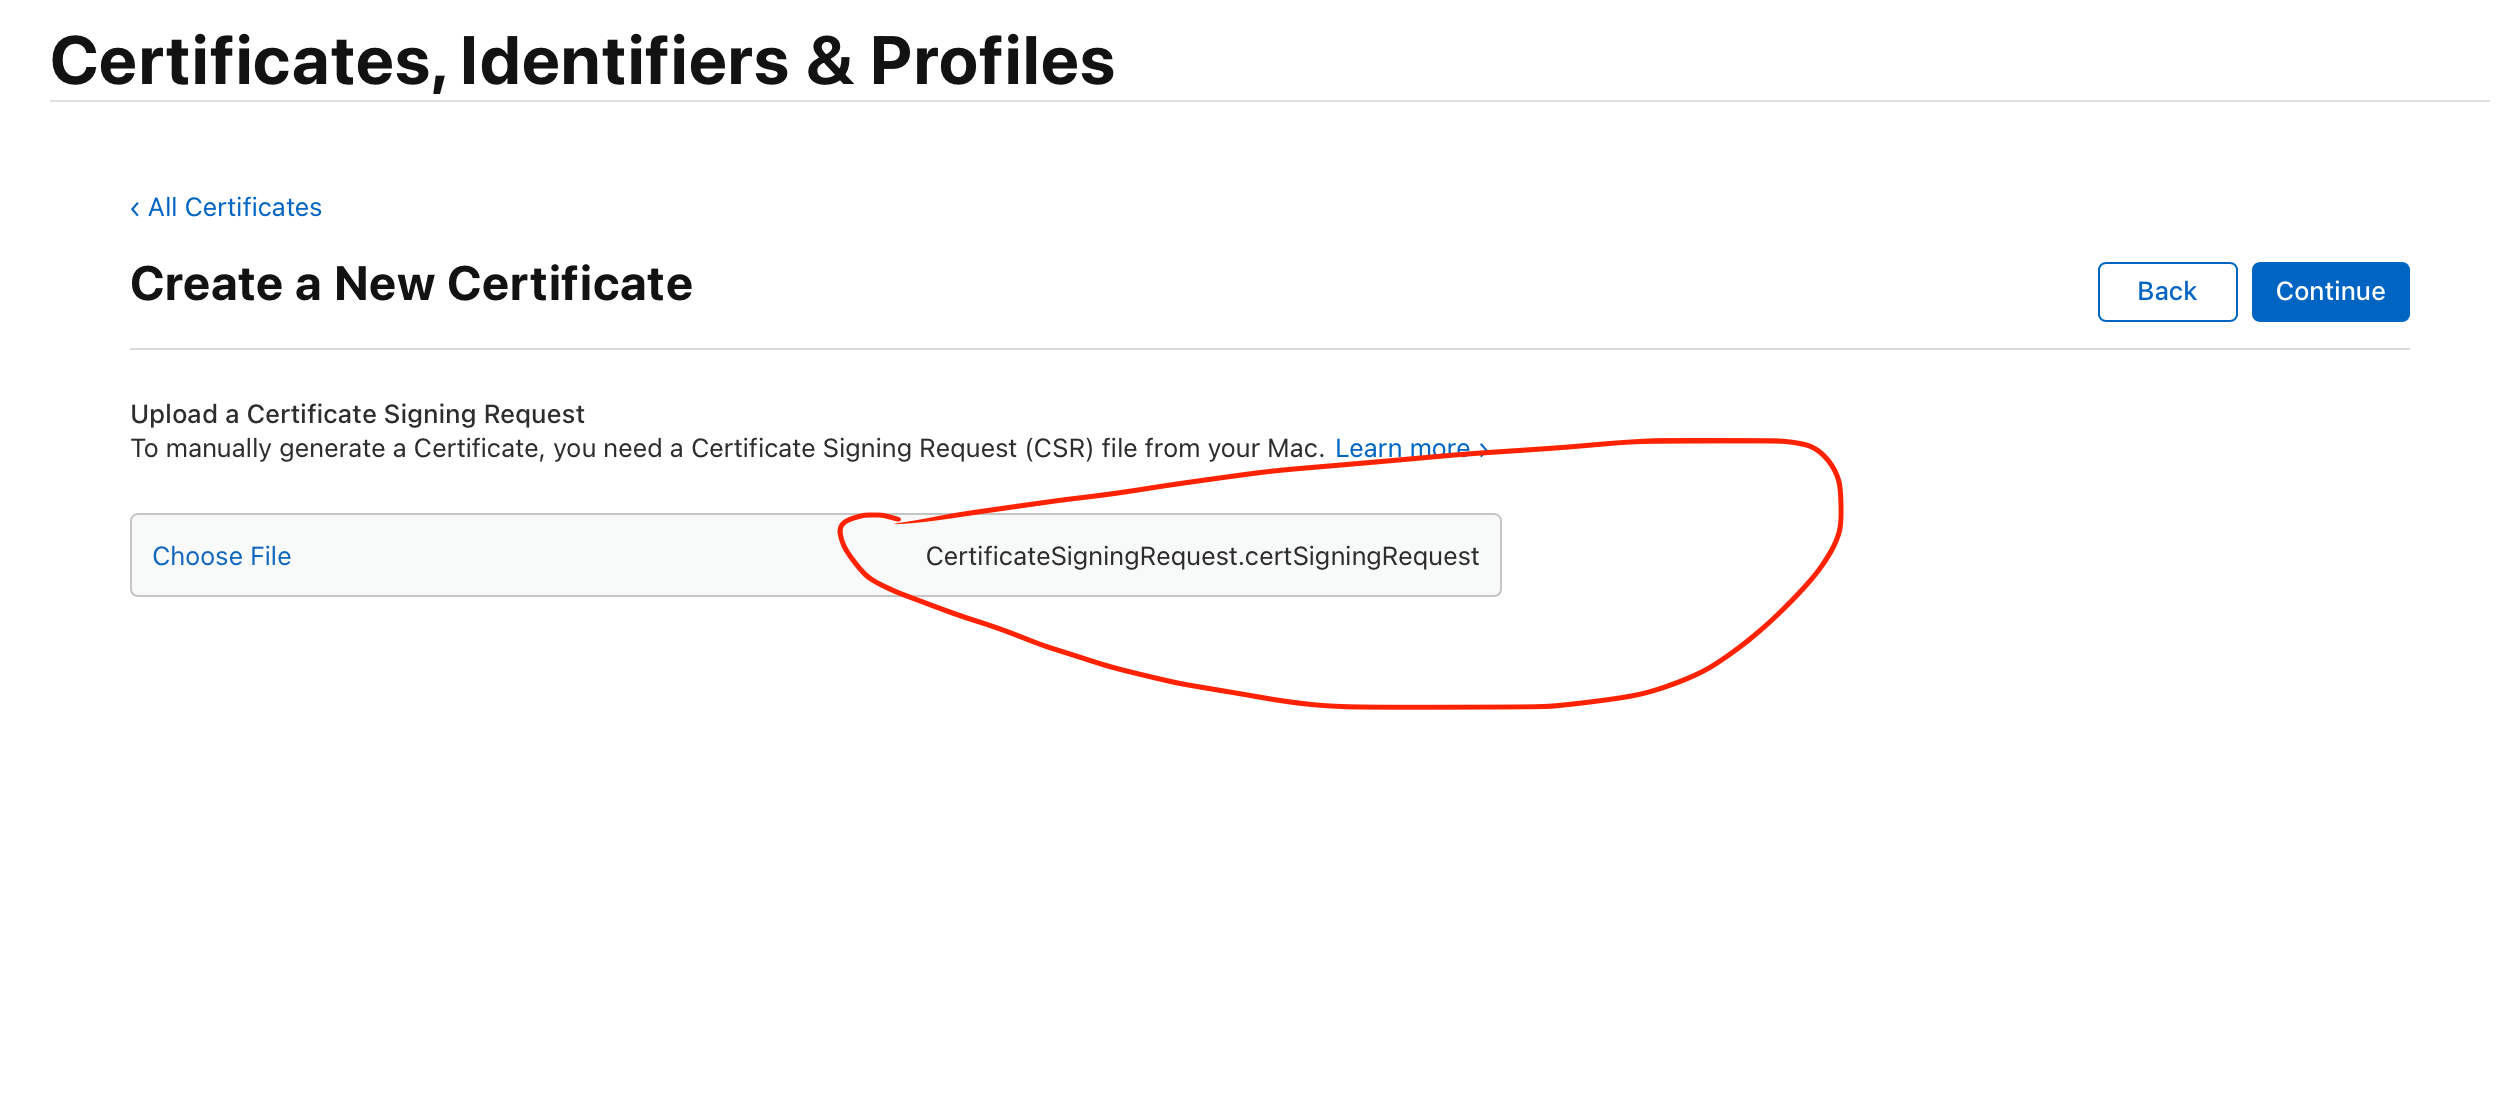 Certificates, Identifiers & Profiles
‹ All Certificates
Create a New Certificate
Back
Continue
Upload a Certificate Signing Request
To manually generate a Certificate, you need a Certificate Signing Request (CSR) file from your Mac. Learn more ›
Choose File
CertificateSigningRequest.certSigningRequest